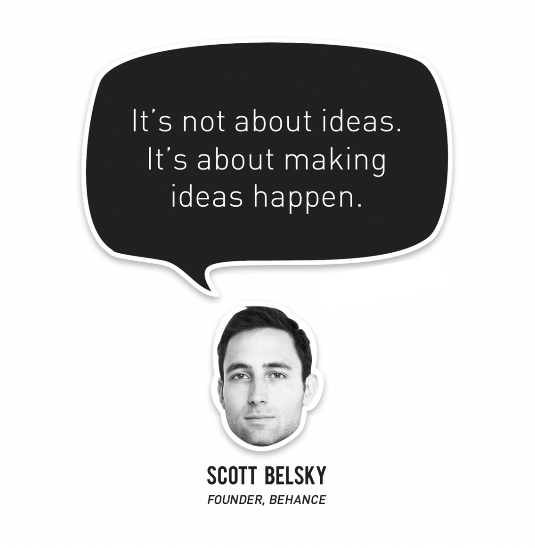 It’s not about ideas.
It’s about making
ideas happen.
SCOTT BELSKY
FOUNDER, BEHANCE